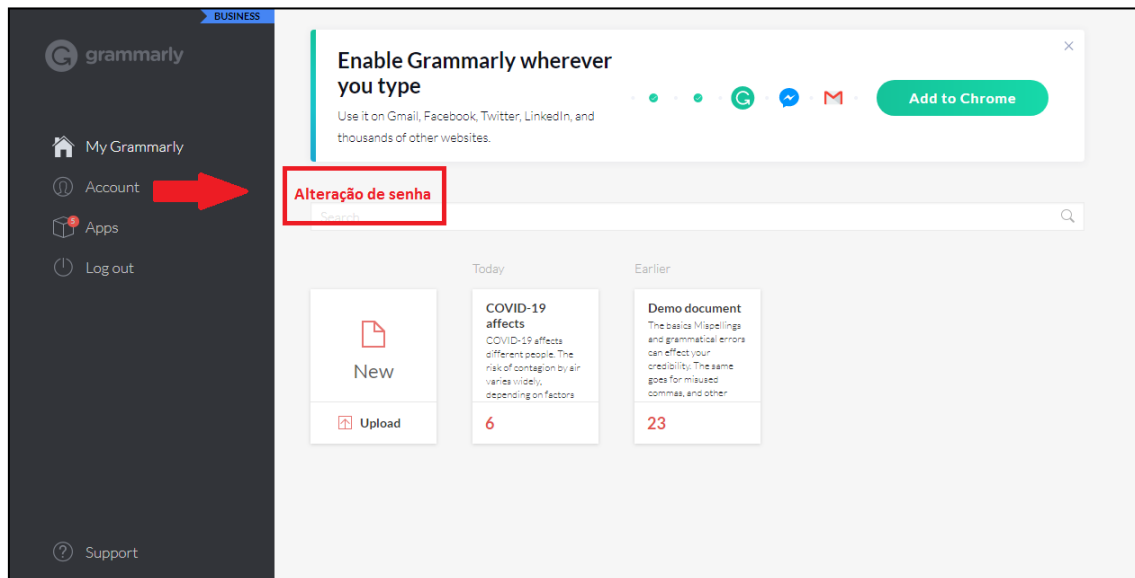 BUSINESS
grammarly
My Grammarly
Account
5
Apps
Log out
Support
Enable Grammarly wherever
you type
Use it on Gmail, Facebook, Twitter, LinkedIn, and
thousands of other websites.
Add to Chrome
Alteração de senha
Search
Today
Earlier
New
Upload
COVID-19
affects
COVID-19 affects
different people. The
risk of contagion by air
varies widely,
depending on factors
6
Demo document
The basics Mispellings
and grammatical errors
can effect your
credibility. The same
goes for misused
commas, and other
23